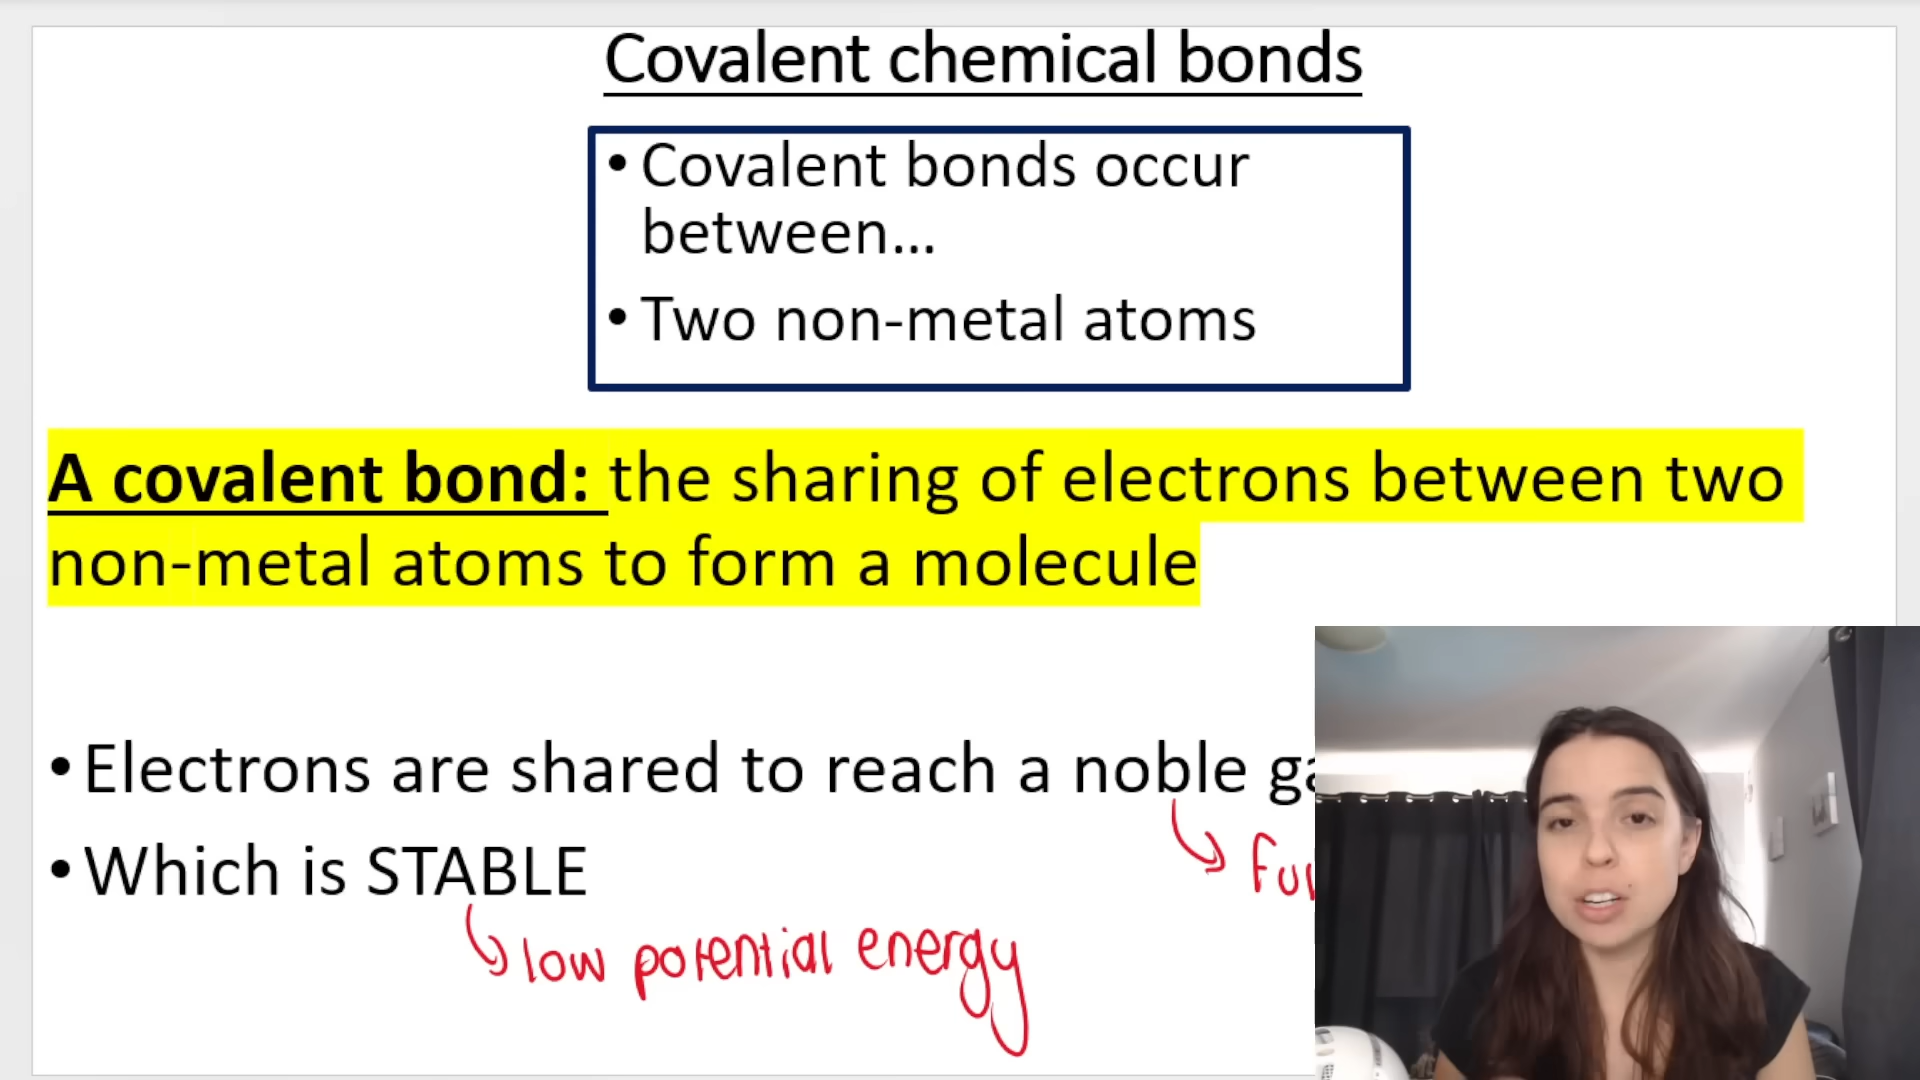 Covalent chemical bonds
• Covalent bonds occur
between...
• Two non-metal atoms
A covalent bond: the sharing of electrons between two
non-metal atoms to form a molecule
• Electrons are shared to reach a noble
• Which is STABLE
low potential energy